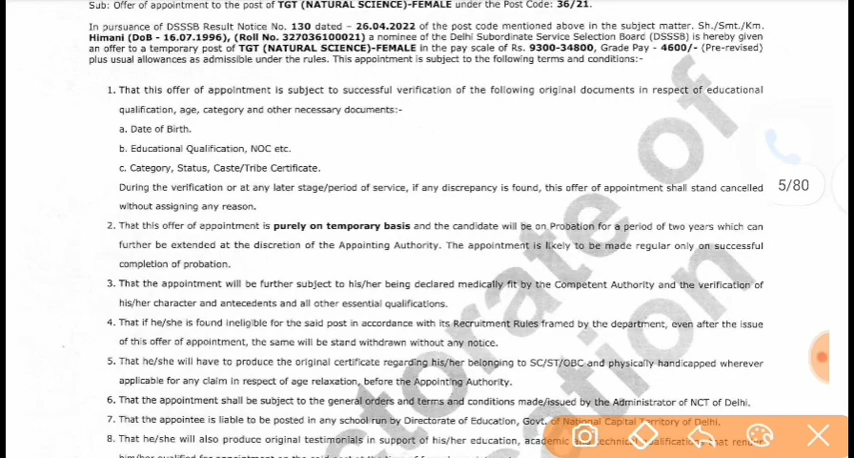 Sub: Offer of appointment to the post of TGT (NATURAL SCIENCE)-FEMALE under the Post Code: 36/21.
In pursuance of DSSSB Result Notice No. 130 dated - 26.04.2022 of the post code mentioned above in the subject matter. Sh./Smt./Km.
Himani (DoB - 16.07.1996), (Roll No. 327036100021) a nominee of the Delhi Subordinate Service Selection Board (DSSSB) is hereby given
an offer to a temporary post of TGT (NATURAL SCIENCE)-FEMALE in the pay scale of Rs. 9300-34800, Grade Pay - 4600/- (Pre-revised)
plus usual allowances as admissible under the rules. This appointment is subject to the following terms and conditions:-
1. That this offer of appointment is subject to successful verification of the following original documents in respect of educational
qualification, age, category and other necessary documents:-
a. Date of Birth.
b. Educational Qualification, NOC etc.
c. Category, Status, Caste/Tribe Certificate.
During the verification or at any later stage/period of service, if any discrepancy is found, this offer of appointment shall stand cancelled
without assigning any reason.
5/80
2. That this offer of appointment is purely on temporary basis and the candidate will be on Probation for a period of two years which can
further be extended at the discretion of the Appointing Authority. The appointment is likely to be made regular only on successful
completion of probation.
3. That the appointment will be further subject to his/her being declared medically fit by the Competent Authority and the verification of
his/her character and antecedents and all other essential qualifications.
4. That if he/she is found ineligible for the said post in accordance with its Recruitment Rules framed by the department, even after the issue
of this offer of appointment, the same will be stand withdrawn without any notice.
5. That he/she will have to produce the original certificate regarding his/her belonging to SC/ST/OBC and physically handicapped wherever
applicable for any claim in respect of age relaxation, before the Appointing Authority.
6. That the appointment shall be subject to the general orders and terms and conditions made/issued by the Administrator of NCT of Delhi.
7. That the appointee is liable to be posted in any school run by Directorate of Education, Govt. of National Capital Territory of Delhi.
8. That he/she will also produce original testimonials in support of his/her education, academic